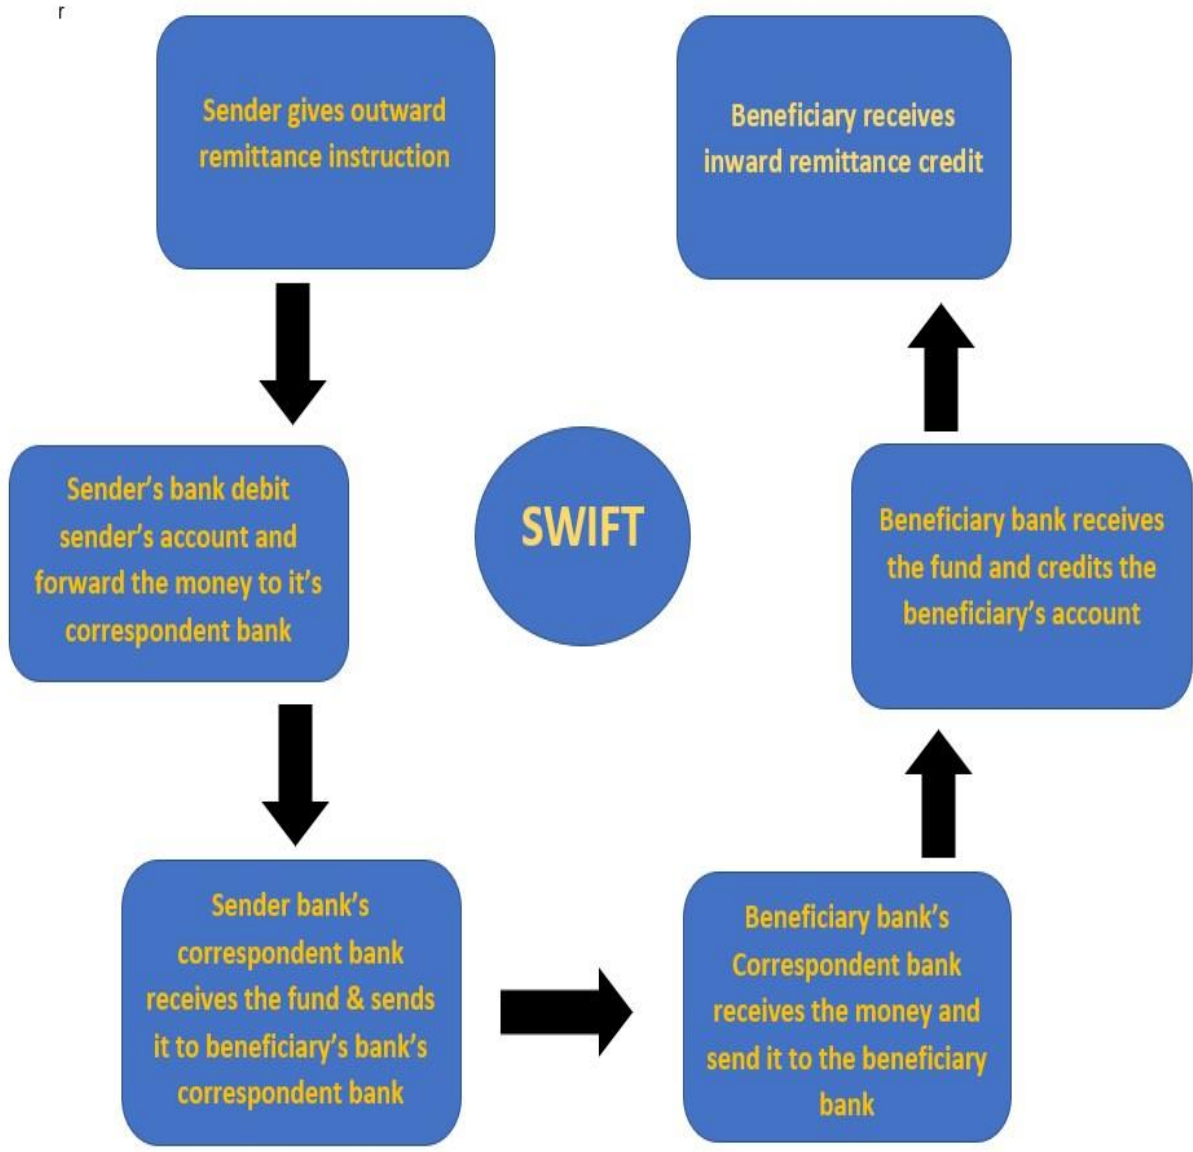 r
Sender gives outward
remittance instruction
Sender's bank debit
sender's account and
forward the money to it's
correspondent bank
Sender bank's
correspondent bank
receives the fund & sends
it to beneficiary's bank's
correspondent bank
SWIFT
Beneficiary bank's
Correspondent bank
receives the money and
send it to the beneficiary
bank
Beneficiary bank receives
the fund and credits the
beneficiary's account
Beneficiary receives
inward remittance credit